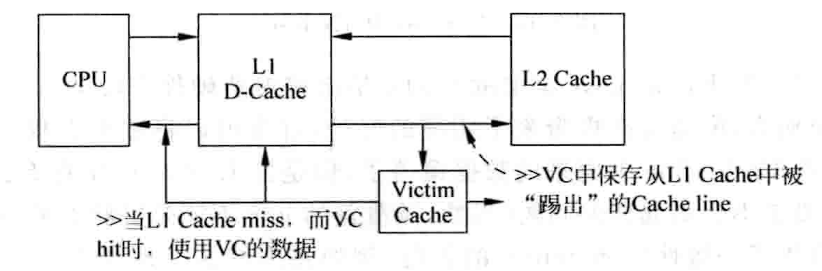 CPU
L1
D-Cache
L2 Cache
Victim
Cache
>>VC中保存从L1 Cache中被
“踢出”的Cache line
>>当L1 Cache miss，而VC
hit时，使用VC的数据